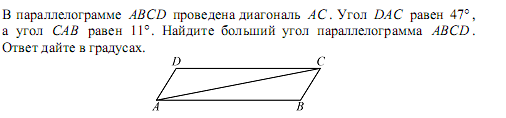 В параллелограмме ABCD проведена диагональ AC. Угол DAC равен 47°,
а угол CAB равен 11°. Найдите больший угол параллелограмма ABCD.
Ответ дайте в градусах.
D C
A B